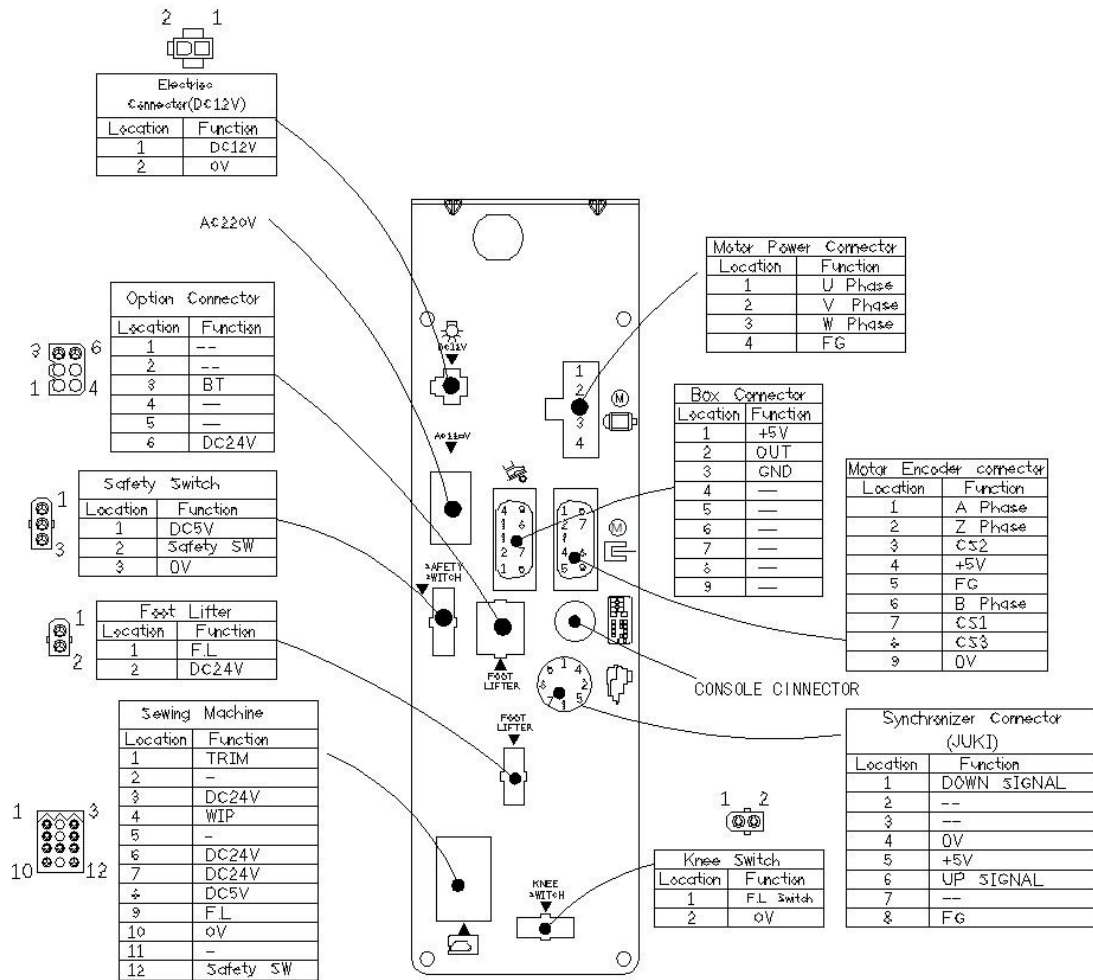 2 1
Electriec
Connector(DC12V)
Location Function
1 DC12V
2 0V
AC220V
Option Connector
Location Function
1 --
2 --
3 BT
4 —
5 —
6 DC24V
3 6
1 4
Safety Switch
Location Function
1 DC5V
2 Safety SW
3 0V
1
3
Foot Lifter
Location Function
1 F.L
2 DC24V
1
2
Sewing Machine
Location Function
1 TRIM
2 -
3 DC24V
4 WIP
5 -
6 DC24V
7 DC24V
8 DC5V
9 F.L
10 0V
11 -
12 Safety SW
1 3
10 12
DC12V
AC110V
SAFETY
SWITCH
FOOT
LIFTER
FOOT
LIFTER
KNEE
SWITCH
1
2
3
4
M
M
Motor Power Connector
Location Function
1 U Phase
2 V Phase
3 W Phase
4 FG
Box Connector
Location Function
1 +5V
2 OUT
3 GND
4 —
5 —
6 —
7 —
8 —
9 —
Motor Encoder connector
Location Function
1 A Phase
2 Z Phase
3 CS2
4 +5V
5 FG
6 B Phase
7 CS1
8 CS3
9 0V
CONSOLE CINNECTOR
Synchronizer Connector
(JUKI)
Location Function
1 DOWN SIGNAL
2 --
3 --
4 0V
5 +5V
6 UP SIGNAL
7 --
8 FG
1 2
Knee Switch
Location Function
1 F.L Switch
2 0V